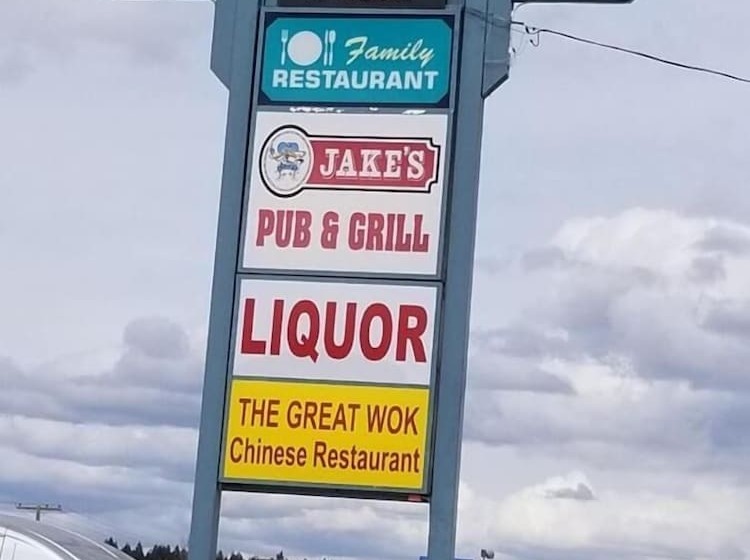 Family
RESTAURANT
JAKE'S
PUB & GRILL
LIQUOR
THE GREAT WOK
Chinese Restaurant